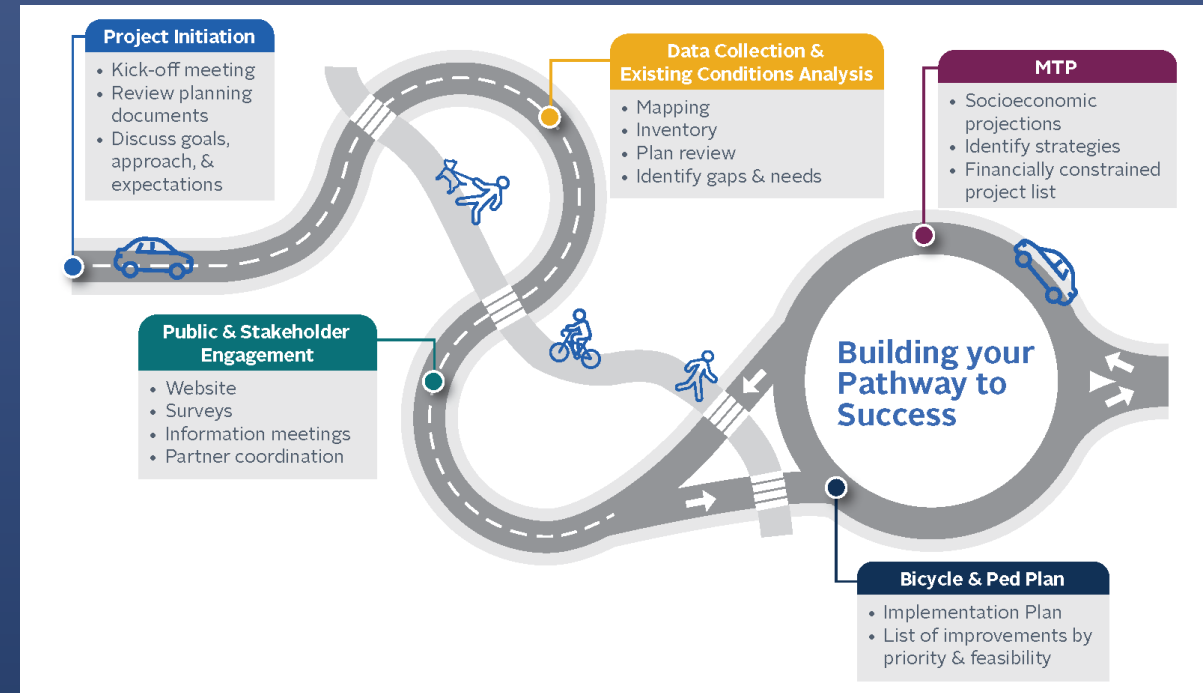 Project Initiation
• Kick-off meeting
• Review planning
documents
• Discuss goals,
approach, &
expectations
Data Collection &
Existing Conditions Analysis
• Mapping
• Inventory
• Plan review
• Identify gaps & needs
MTP
• Socioeconomic
projections
• Identify strategies
• Financially constrained
project list
Public & Stakeholder
Engagement
• Website
• Surveys
• Information meetings
• Partner coordination
Building your
Pathway to
Success
Bicycle & Ped Plan
• Implementation Plan
• List of improvements by
priority & feasibility